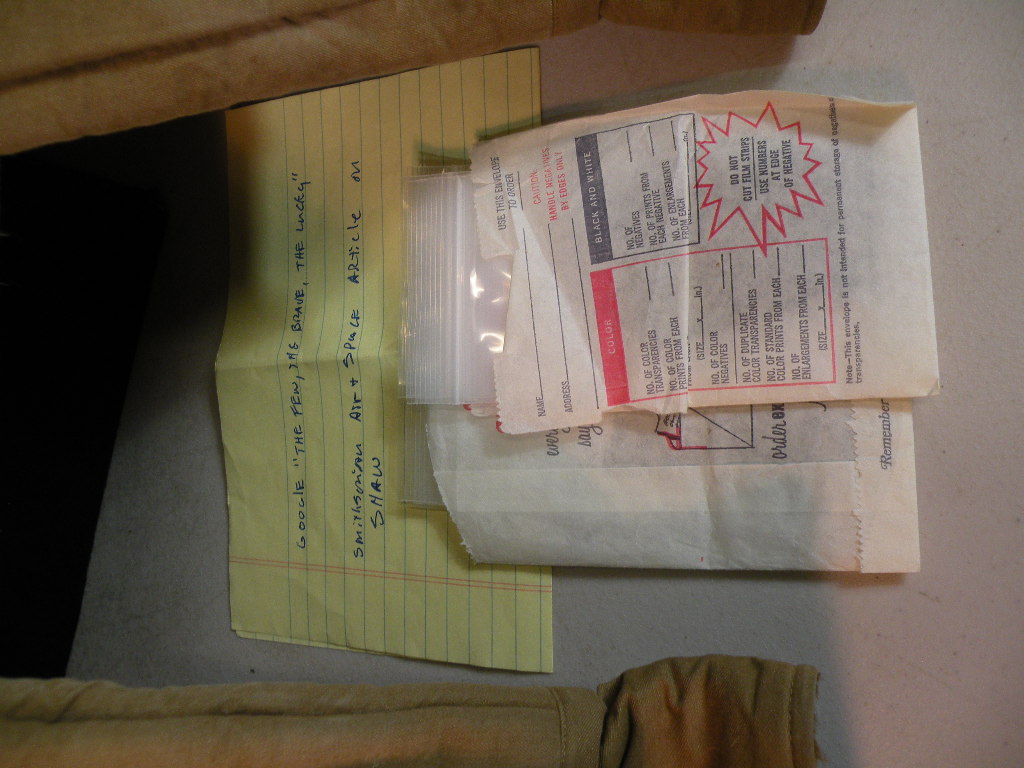 GOOGLE "THE FEW, THE BRAVE, THE LUCKY"
Smithsonian Air & Space Article on
SHAW
USE THIS ENVELOPE
TO ORDER
CAUTION:
HANDLE NEGATIVES
BY EDGES ONLY
NAME
ADDRESS
BLACK AND WHITE
NO. OF
NEGATIVES
NO. OF PRINTS FROM
EACH NEGATIVE
NO. OF ENLARGEMENTS
FROM EACH
in.)
COLOR
NO. OF COLOR
TRANSPARENCIES
NO. OF COLOR
PRINTS FROM EACH
(SIZE x in.)
NO. OF COLOR
NEGATIVES
NO. OF DUPLICATE
COLOR TRANSPARENCIES
NO. OF STANDARD
COLOR PRINTS FROM EACH
NO. OF
ENLARGEMENTS FROM EACH
(SIZE x in.)
DO NOT
CUT FILM STRIPS
USE NUMBERS
AT EDGE
OF NEGATIVE
Note—This envelope is not intended for permanent storage of negatives or
transparencies.
order
Remember